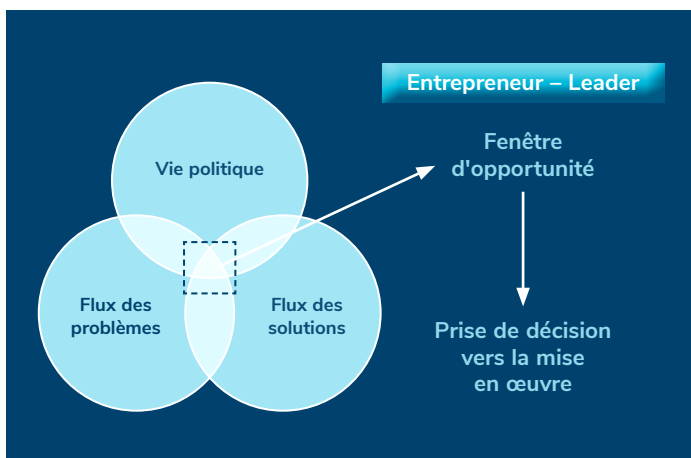 Entrepreneur – Leader
Fenêtre
d'opportunité
Vie politique
Flux des
problèmes
Flux des
solutions
Prise de décision
vers la mise
en œuvre